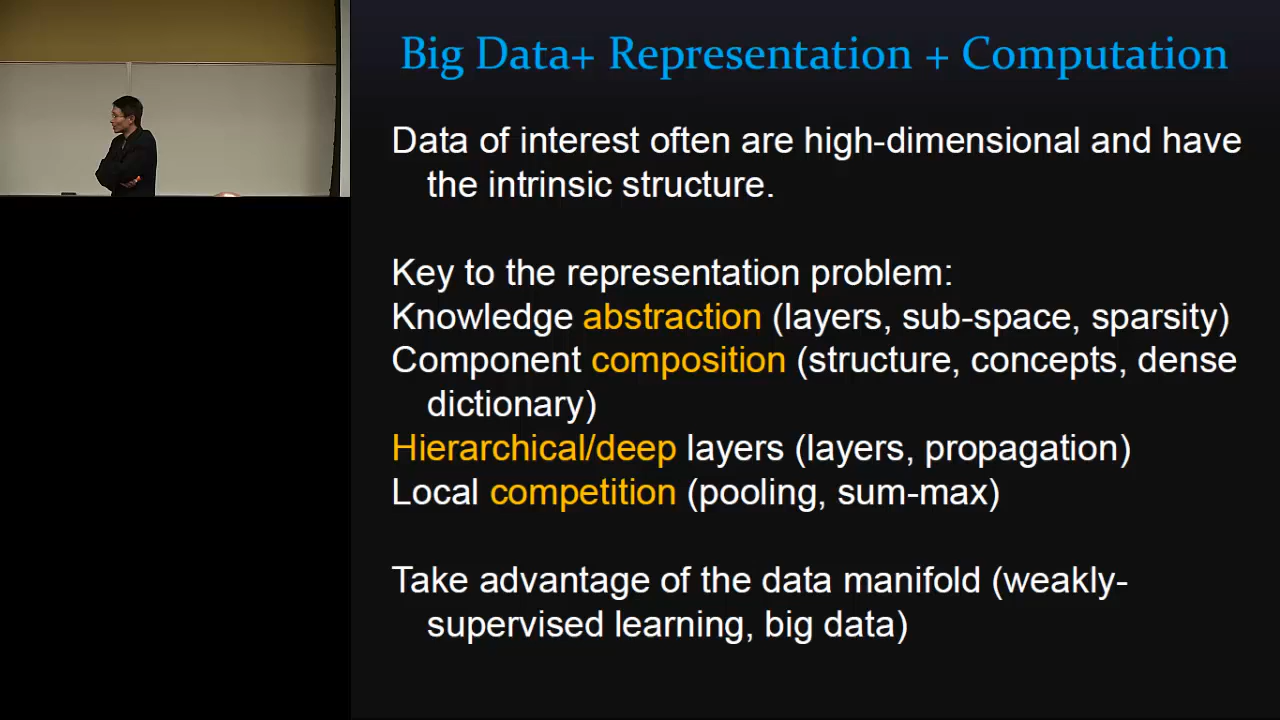 Big Data+ Representation + Computation
Data of interest often are high-dimensional and have
the intrinsic structure.
Key to the representation problem:
Knowledge abstraction (layers, sub-space, sparsity)
Component composition (structure, concepts, dense
dictionary)
Hierarchical/deep layers (layers, propagation)
Local competition (pooling, sum-max)
Take advantage of the data manifold (weakly-
supervised learning, big data)